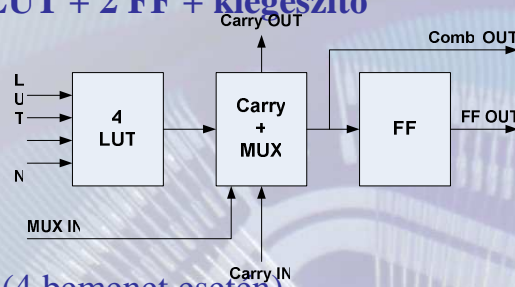 LUT + 2 FF + kiegészítő
Carry OUT
Comb OUT
L
U
T
N
4
LUT
Carry
+
MUX
FF
FF OUT
MUX IN
Carry IN
(4 bemenet esetén)